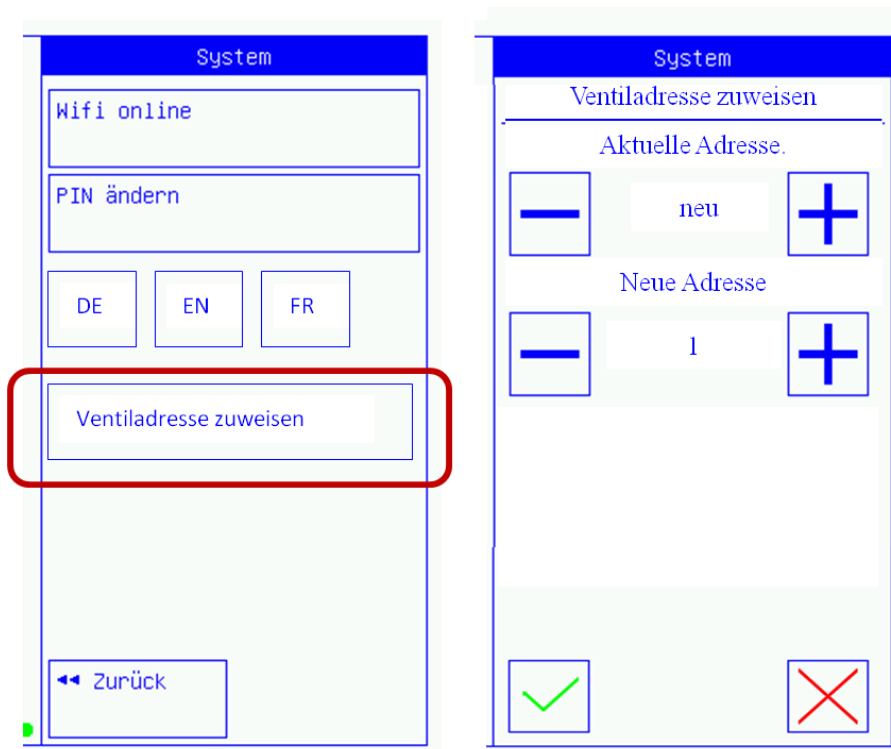 System
Wifi online
PIN ändern
DE EN FR
Ventiladresse zuweisen
◄◄ Zurück
System
Ventiladresse zuweisen
Aktuelle Adresse.
neu
Neue Adresse
1